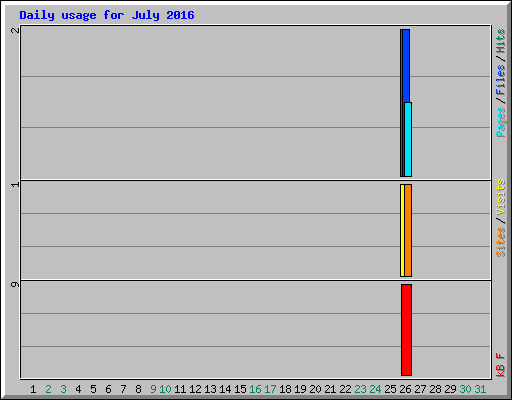 Daily usage for July 2016
2
1
9
Pages / Files / Hits
Sites / Visits
kB F
1 2 3 4 5 6 7 8 9 10 11 12 13 14 15 16 17 18 19 20 21 22 23 24 25 26 27 28 29 30 31